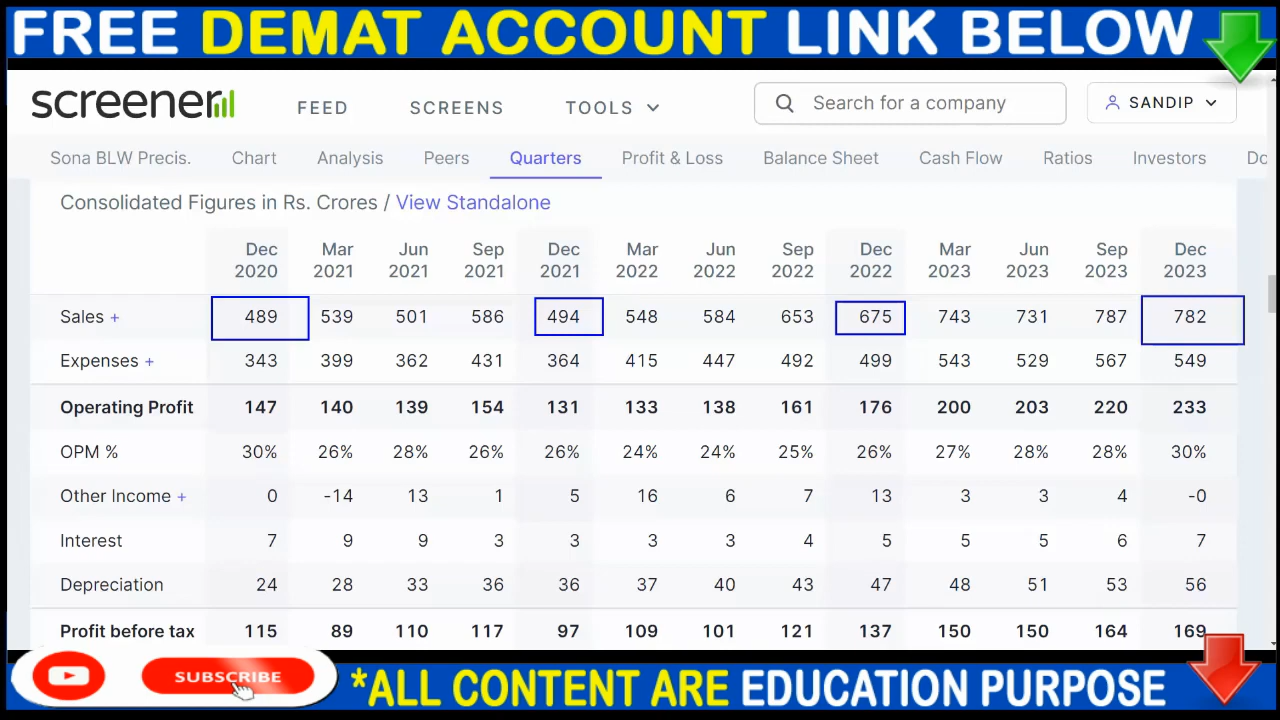 FREE DEMAT ACCOUNT LINK BELOW
screener FEED SCREENS TOOLS Search for a company SANDIP
Sona BLW Precis. Chart Analysis Peers Quarters Profit & Loss Balance Sheet Cash Flow Ratios Investors Do
Consolidated Figures in Rs. Crores / View Standalone
Dec 2020 Mar 2021 Jun 2021 Sep 2021 Dec 2021 Mar 2022 Jun 2022 Sep 2022 Dec 2022 Mar 2023 Jun 2023 Sep 2023 Dec 2023
Sales + 489 539 501 586 494 548 584 653 675 743 731 787 782
Expenses + 343 399 362 431 364 415 447 492 499 543 529 567 549
Operating Profit 147 140 139 154 131 133 138 161 176 200 203 220 233
OPM % 30% 26% 28% 26% 26% 24% 24% 25% 26% 27% 28% 28% 30%
Other Income + 0 -14 13 1 5 16 6 7 13 3 3 4 -0
Interest 7 9 9 3 3 3 3 4 5 5 5 6 7
Depreciation 24 28 33 36 36 37 40 43 47 48 51 53 56
Profit before tax 115 89 110 117 97 109 101 121 137 150 150 164 169
SUBSCRIBE
*ALL CONTENT ARE EDUCATION PURPOSE